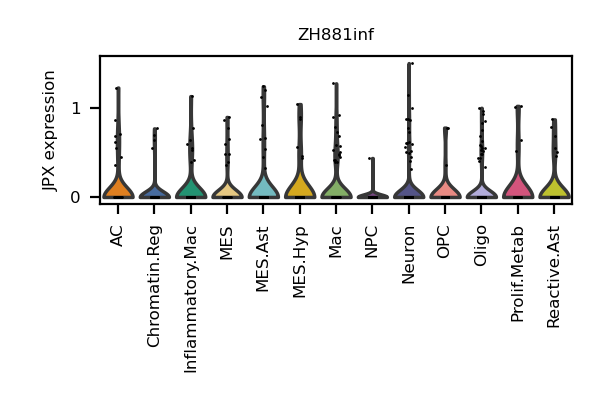 ZH881inf
JPX expression
1
0
AC
Chromatin.Reg
Inflammatory.Mac
MES
MES.Ast
MES.Hyp
Mac
NPC
Neuron
OPC
Oligo
Prolif.Metab
Reactive.Ast